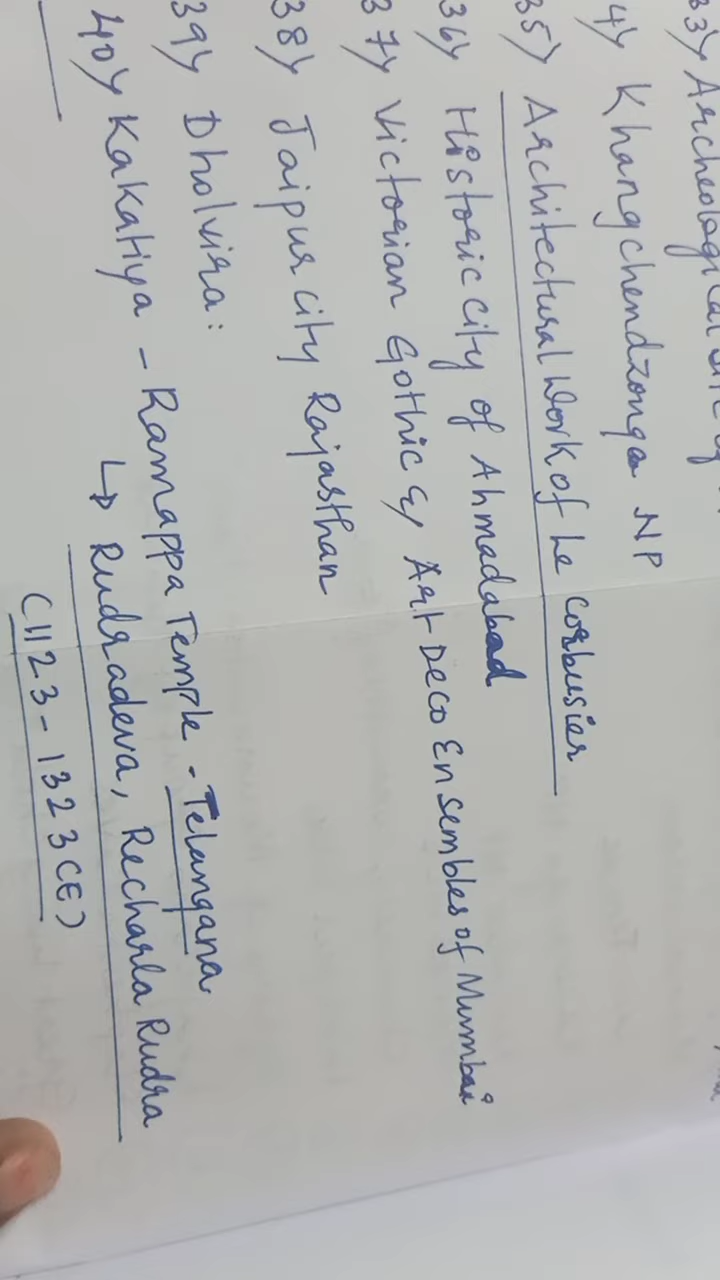 33) Archeological
4) Khangchendzonga NP
35) Architectural Work of Le Corbusier
36) Historic City of Ahmadabad
37) Victorian Gothic & Art Deco Ensembles of Mumbai
38) Jaipur city Rajasthan
39) Dholvira:
40) Kakatiya - Ramappa Temple - Telangana
↳ Rudradeva, Recharla Rudra
(1123-1323 CE)